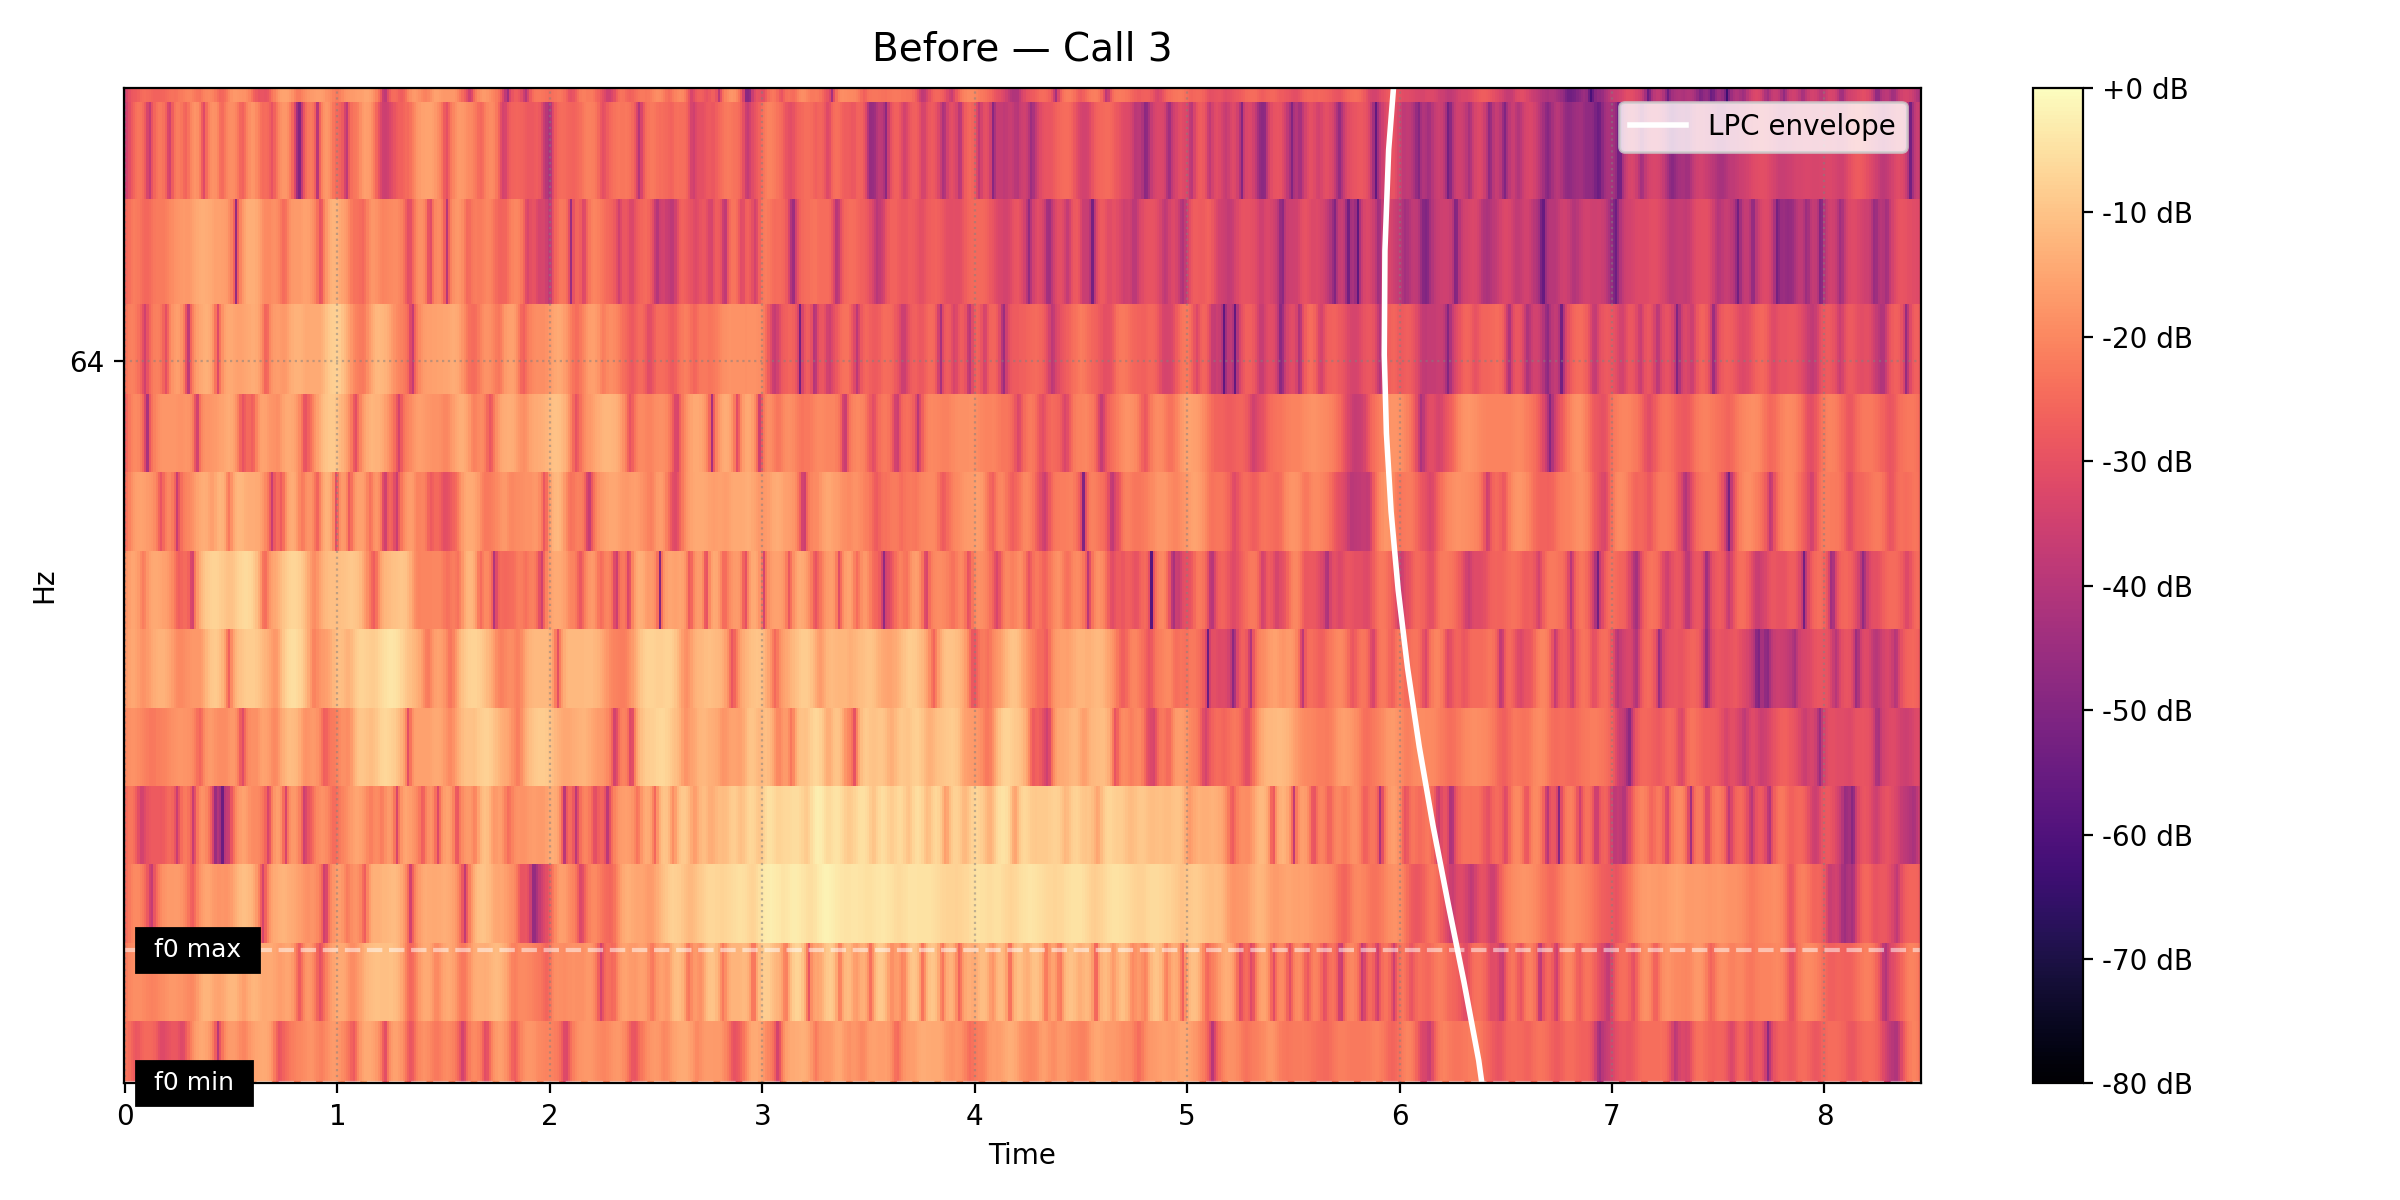 Before — Call 3
LPC envelope
+0 dB
-10 dB
-20 dB
-30 dB
-40 dB
-50 dB
-60 dB
-70 dB
-80 dB
64
Hz
f0 max
f0 min
0 1 2 3 4 5 6 7 8
Time